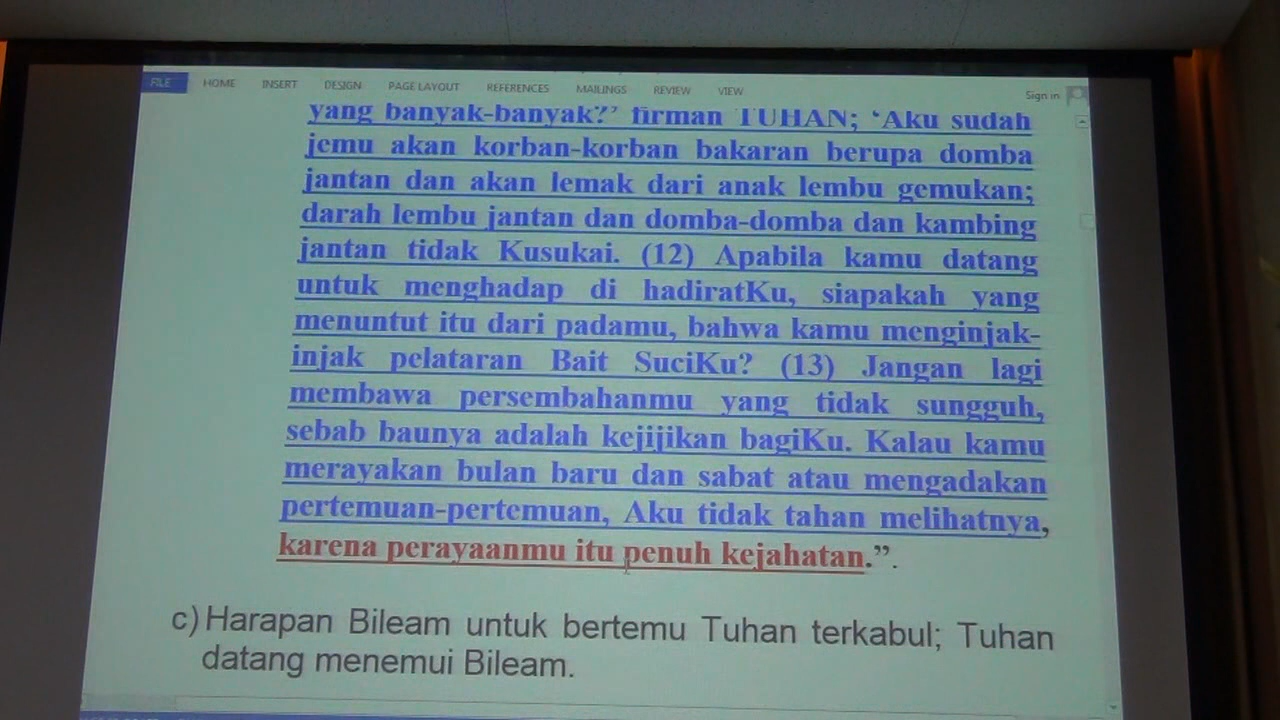 FILE HOME INSERT DESIGN PAGE LAYOUT REFERENCES MAILINGS REVIEW VIEW Sign in
yang banyak-banyak?’ firman TUHAN; ‘Aku sudah
jemu akan korban-korban bakaran berupa domba
jantan dan akan lemak dari anak lembu gemukan;
darah lembu jantan dan domba-domba dan kambing
jantan tidak Kusukai. (12) Apabila kamu datang
untuk menghadap di hadiratKu, siapakah yang
menuntut itu dari padamu, bahwa kamu menginjak-
injak pelataran Bait SuciKu? (13) Jangan lagi
membawa persembahanmu yang tidak sungguh,
sebab baunya adalah kejijikan bagiKu. Kalau kamu
merayakan bulan baru dan sabat atau mengadakan
pertemuan-pertemuan, Aku tidak tahan melihatnya,
karena perayaanmu itu penuh kejahatan.”.
c) Harapan Bileam untuk bertemu Tuhan terkabul; Tuhan
datang menemui Bileam.